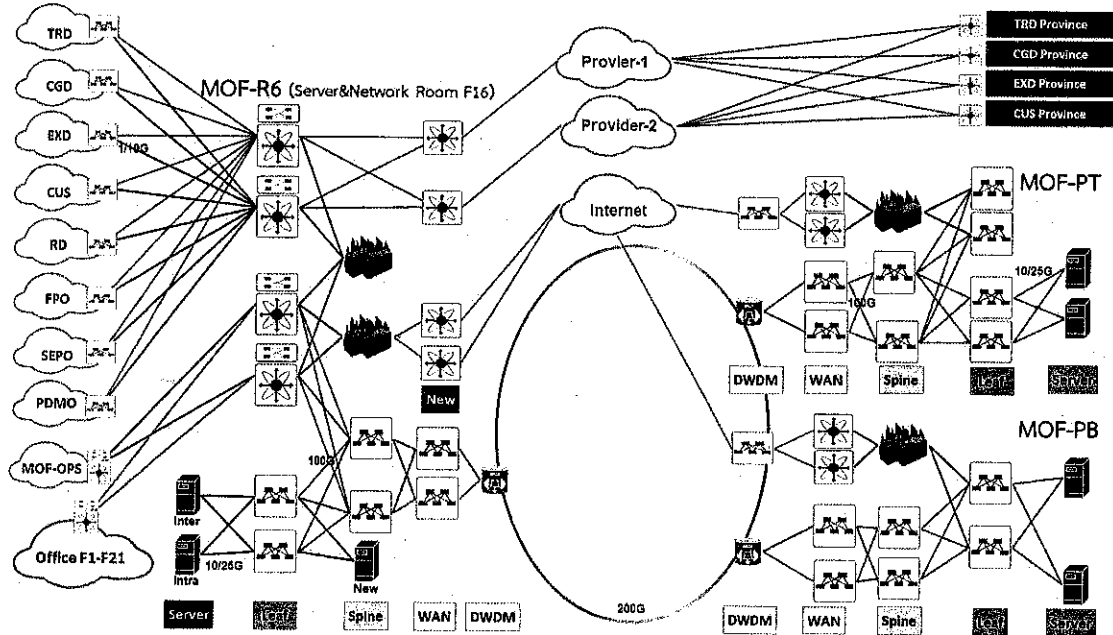 TRD
CGD
EXD
1/10G
CUS
RD
FPO
SEPO
PDMO
MOF-OPS
Office F1-F21
MOF-R6 (Server&Network Room F16)
New
100G
Inter
Intra
10/25G
New
Server
Leaf
Spine
WAN
DWDM
Provier-1
Provider-2
Internet
200G
TRD Province
CGD Province
EXD Province
CUS Province
MOF-PT
10/25G
100G
DWDM
WAN
Spine
Leaf
Server
MOF-PB
DWDM
WAN
Spine
Leaf
Server